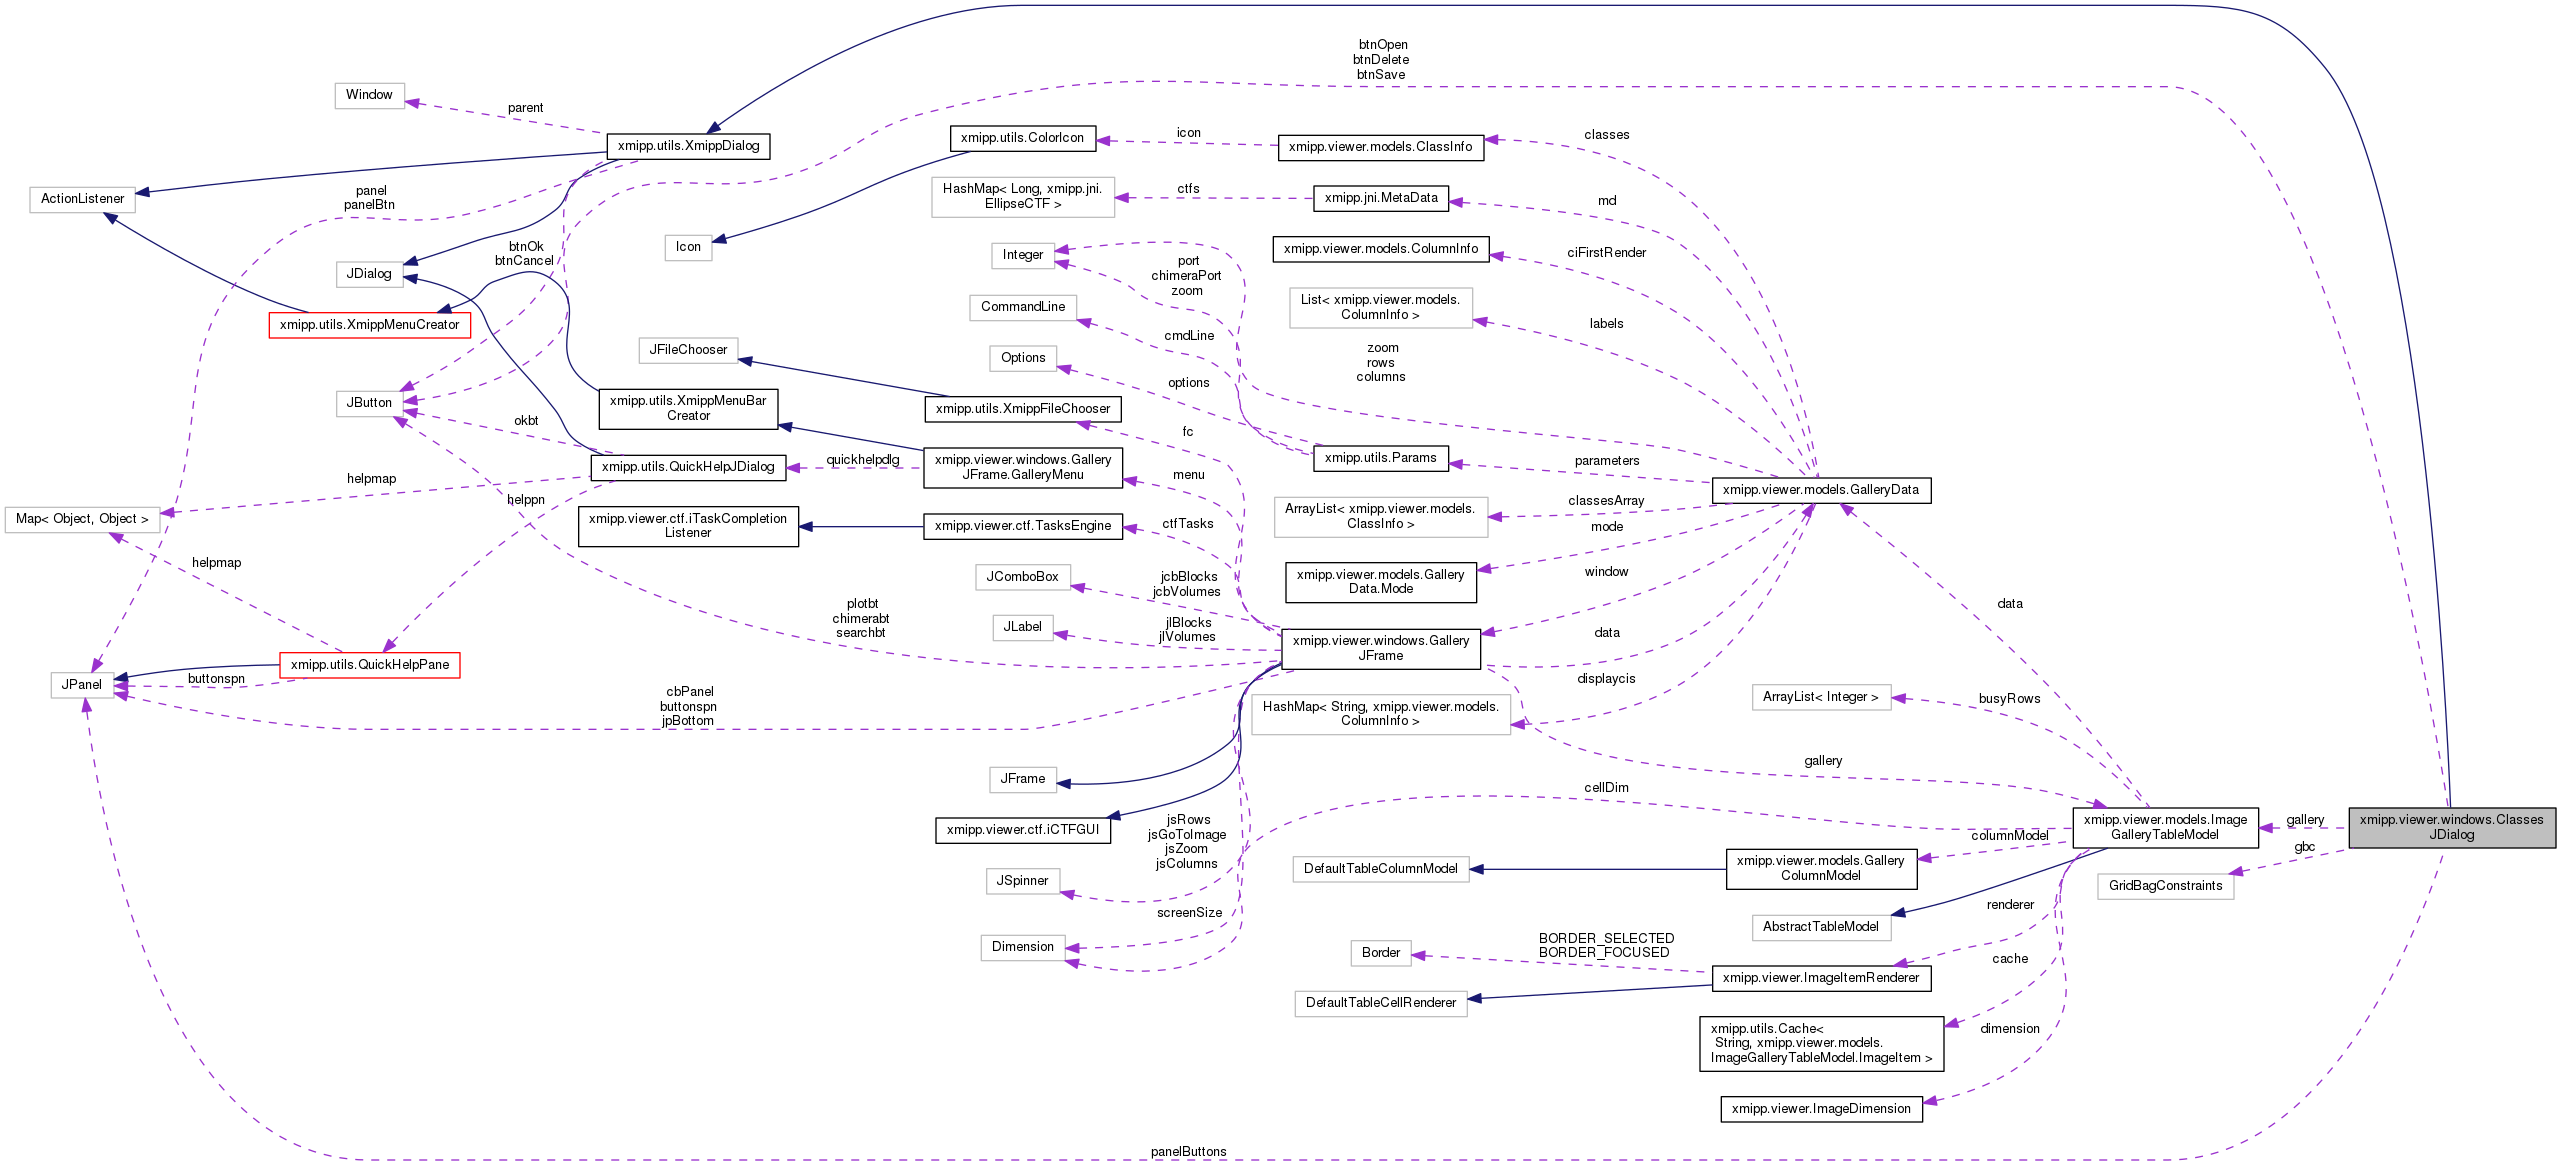 btnOpen
btnDelete
btnSave
Window
parent
xmipp.utils.XmippDialog
xmipp.utils.ColorIcon
icon
xmipp.viewer.models.ClassInfo
classes
ActionListener
panel
panelBtn
HashMap< Long, xmipp.jni.
EllipseCTF >
ctfs
xmipp.jni.MetaData
md
Icon
btnOk
btnCancel
JDialog
Integer
port
chimeraPort
zoom
xmipp.viewer.models.ColumnInfo
ciFirstRender
CommandLine
List< xmipp.viewer.models.
ColumnInfo >
labels
xmipp.utils.XmippMenuCreator
JFileChooser
Options
cmdLine
options
zoom
rows
columns
JButton
xmipp.utils.XmippMenuBar
Creator
xmipp.utils.XmippFileChooser
okbt
fc
xmipp.utils.QuickHelpJDialog
quickhelpdlg
xmipp.viewer.windows.Gallery
JFrame.GalleryMenu
menu
xmipp.utils.Params
parameters
xmipp.viewer.models.GalleryData
helpmap
helppn
Map< Object, Object >
xmipp.viewer.ctf.iTaskCompletion
Listener
xmipp.viewer.ctf.TasksEngine
ctfTasks
ArrayList< xmipp.viewer.models.
ClassInfo >
classesArray
mode
helpmap
JComboBox
jcbBlocks
jcbVolumes
xmipp.viewer.models.Gallery
Data.Mode
window
plotbt
chimerabt
searchbt
JLabel
jlBlocks
jlVolumes
xmipp.viewer.windows.Gallery
JFrame
data
data
xmipp.utils.QuickHelpPane
JPanel
buttonspn
cbPanel
buttonspn
jpBottom
HashMap< String, xmipp.viewer.models.
ColumnInfo >
displaycis
ArrayList< Integer >
busyRows
JFrame
gallery
cellDim
xmipp.viewer.ctf.iCTFGUI
jsRows
jsGoToImage
jsZoom
jsColumns
xmipp.viewer.models.Image
GalleryTableModel
gallery
xmipp.viewer.windows.Classes
JDialog
columnModel
gbc
JSpinner
DefaultTableColumnModel
xmipp.viewer.models.Gallery
ColumnModel
GridBagConstraints
screenSize
renderer
AbstractTableModel
Dimension
Border
BORDER_SELECTED
BORDER_FOCUSED
cache
xmipp.viewer.ImageItemRenderer
DefaultTableCellRenderer
xmipp.utils.Cache<
String, xmipp.viewer.models.
ImageGalleryTableModel.ImageItem >
dimension
xmipp.viewer.ImageDimension
panelButtons